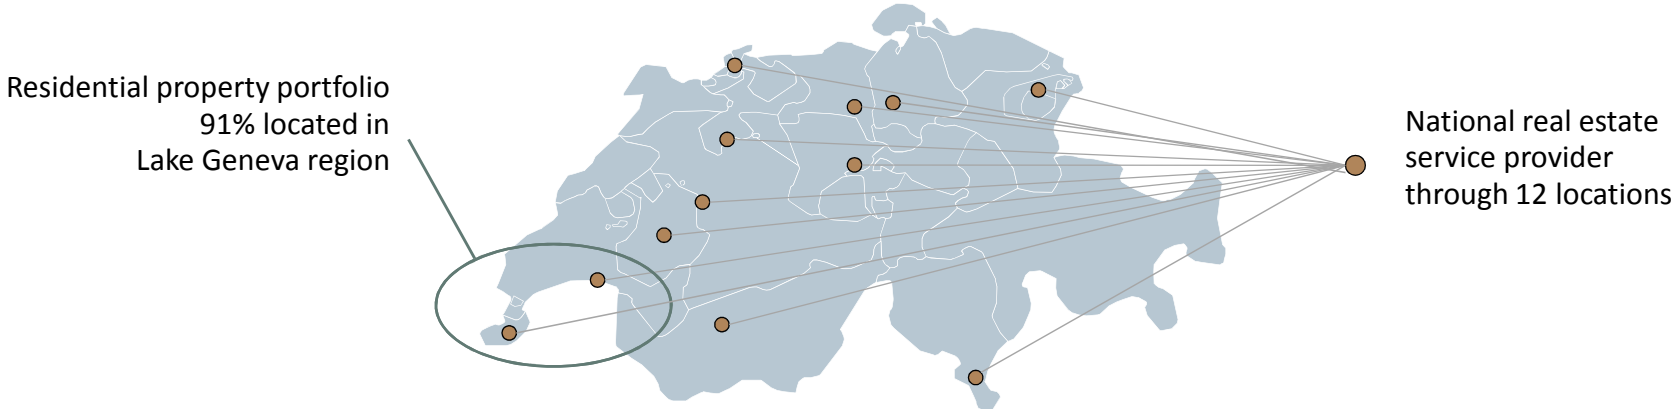 Residential property portfolio
91% located in
Lake Geneva region
National real estate
service provider
through 12 locations